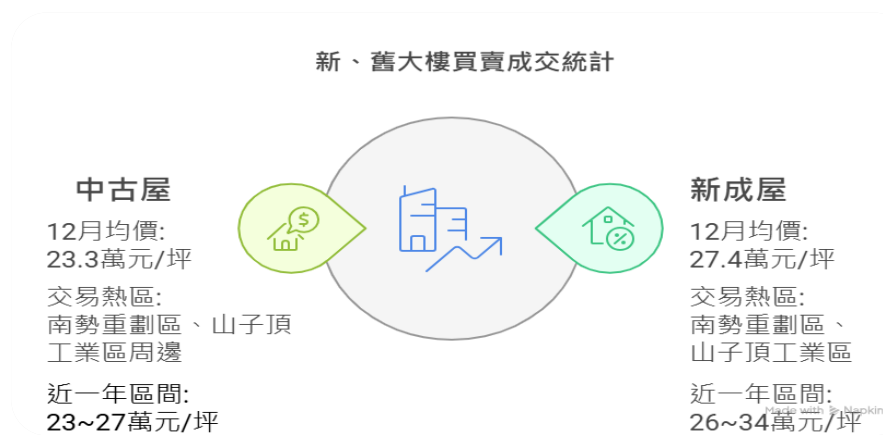 新、舊大樓買賣成交統計
中古屋
12月均價:
23.3萬元/坪
交易熱區:
南勢重劃區、山子頂
工業區周邊
近一年區間:
23~27萬元/坪
$
新成屋
12月均價:
27.4萬元/坪
交易熱區:
南勢重劃區、
山子頂工業區
近一年區間:
26~34萬元/坪
%
Made with Napkin